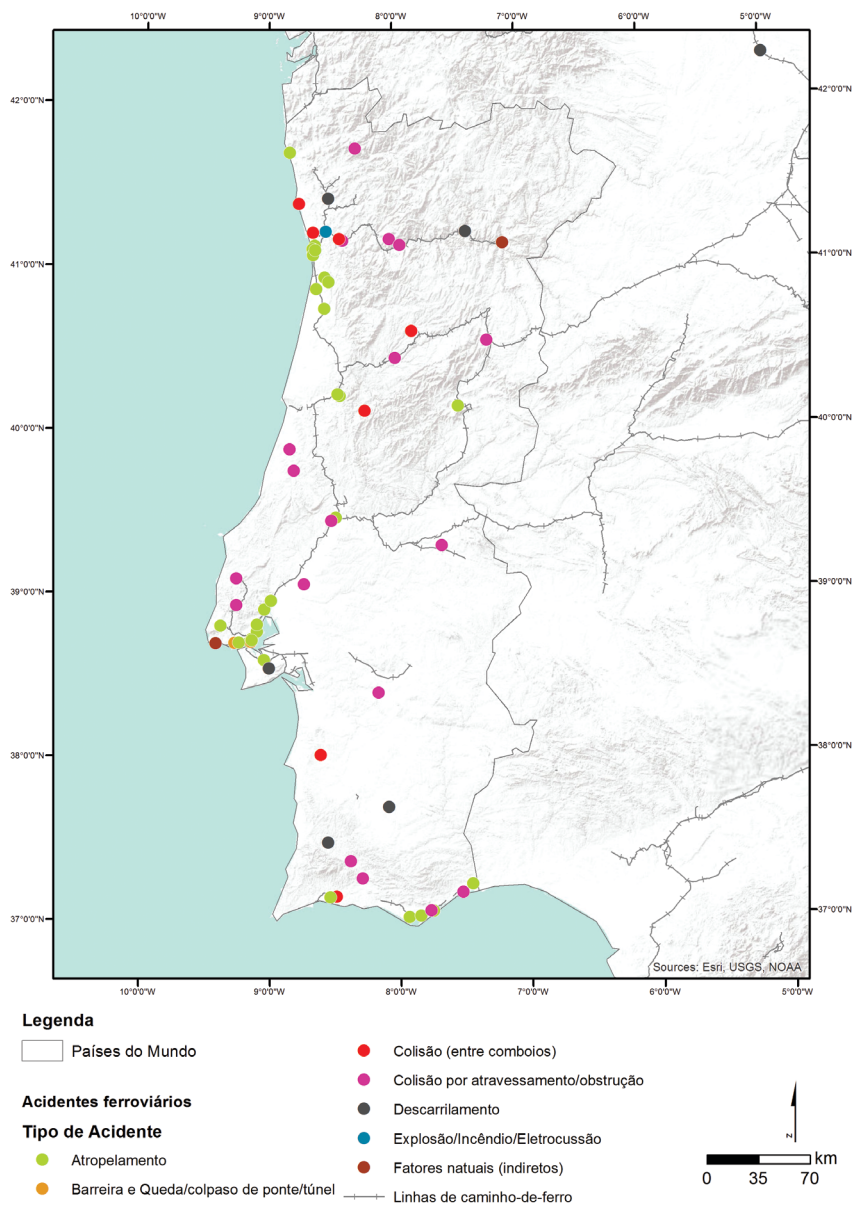 10°0'0"W 9°0'0"W 8°0'0"W 7°0'0"W 6°0'0"W 5°0'0"W
42°0'0"N 42°0'0"N
41°0'0"N 41°0'0"N
40°0'0"N 40°0'0"N
39°0'0"N 39°0'0"N
38°0'0"N 38°0'0"N
37°0'0"N 37°0'0"N
Sources: Esri, USGS, NOAA
10°0'0"W 9°0'0"W 8°0'0"W 7°0'0"W 6°0'0"W 5°0'0"W
Legenda
Países do Mundo
Acidentes ferroviários
Tipo de Acidente
Atropelamento
Barreira e Queda/colpaso de ponte/túnel
Colisão (entre comboios)
Colisão por atravessamento/obstrução
Descarrilamento
Explosão/Incêndio/Eletrocussão
Fatores natuais (indiretos)
Linhas de caminho-de-ferro
N
km
0 35 70